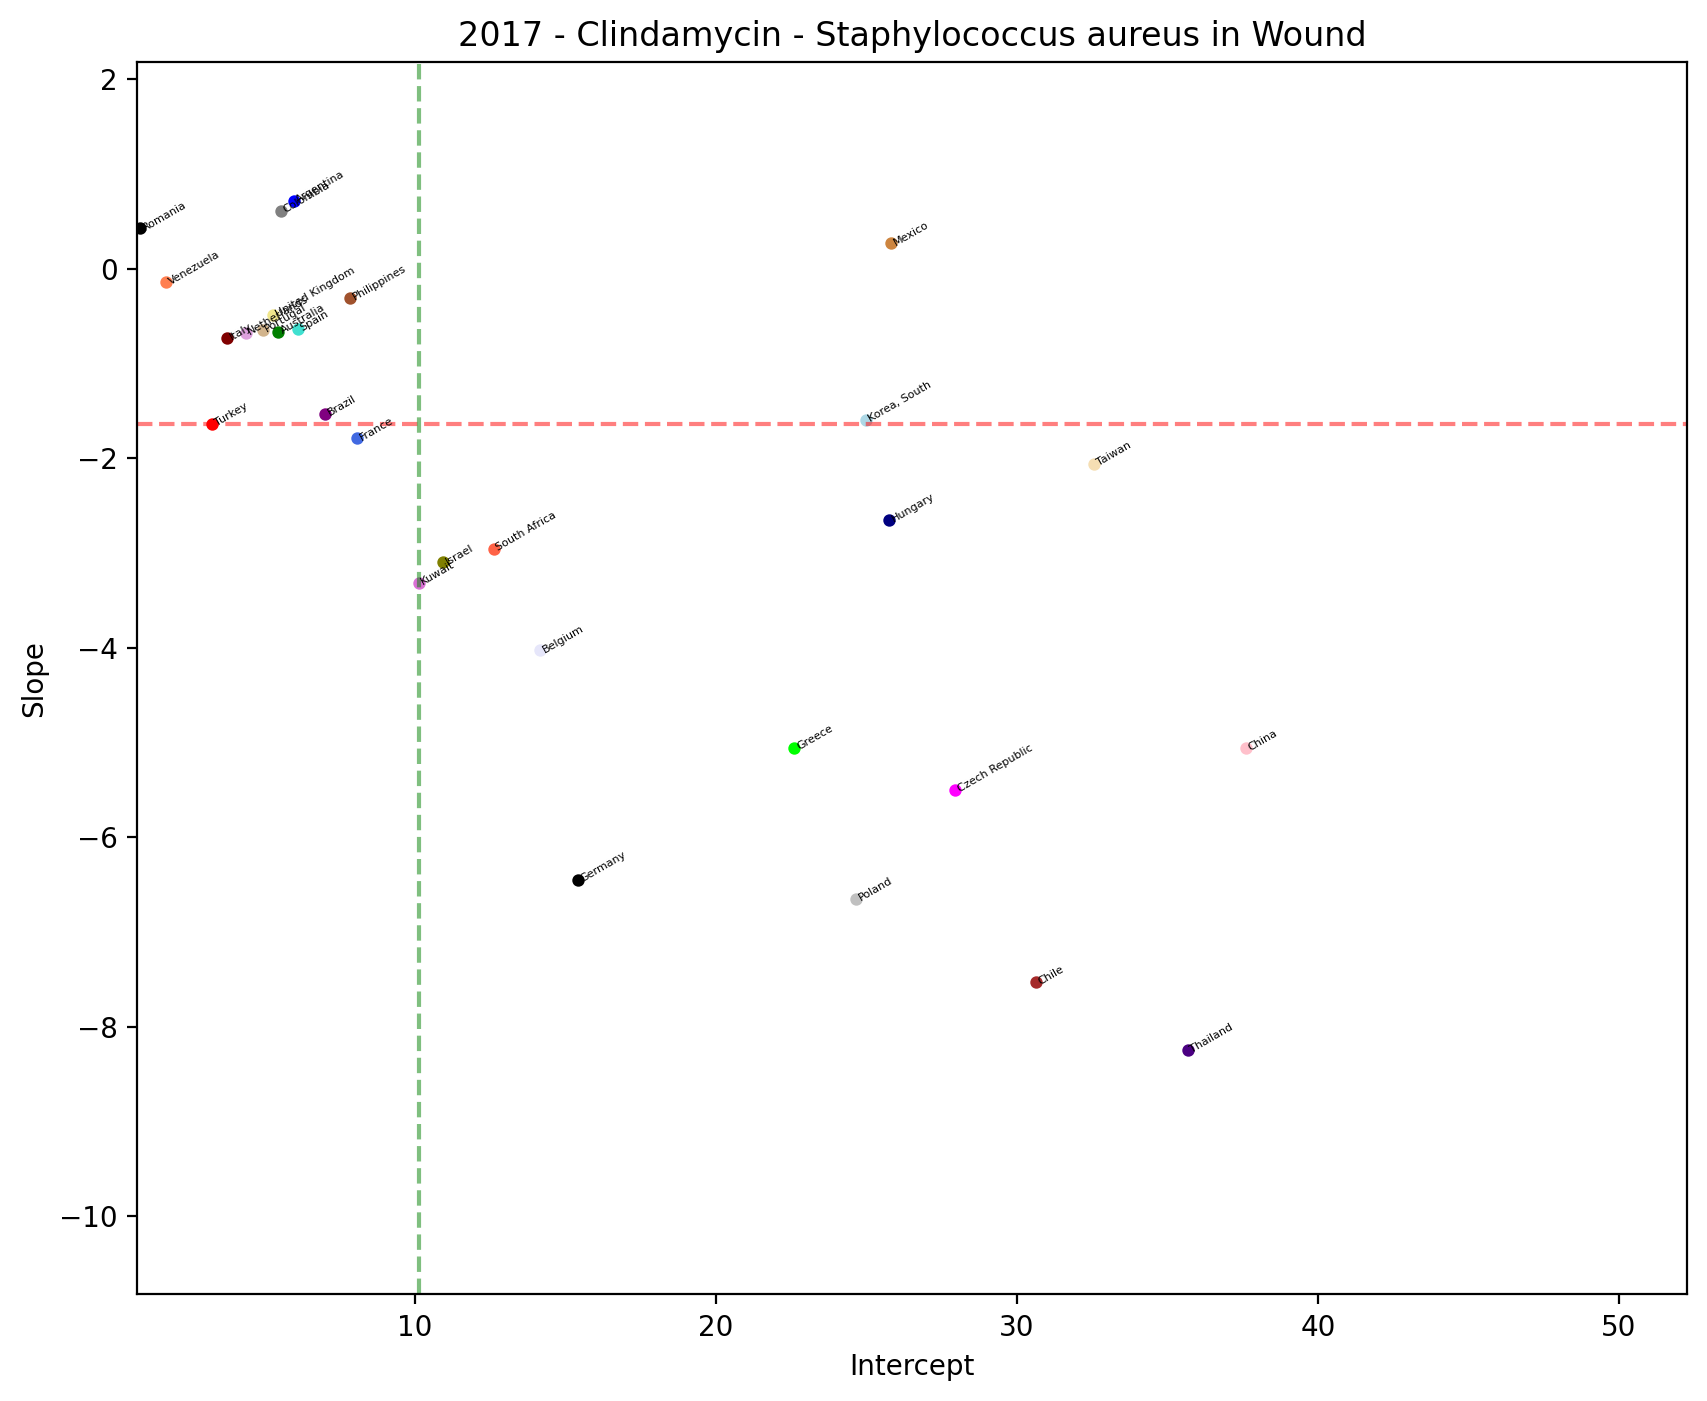 2017 - Clindamycin - Staphylococcus aureus in Wound
2
0
−2
−4
−6
−8
−10
Slope
Argentina
Colombia
Romania
Mexico
Venezuela
Philippines
United Kingdom
Netherlands
Portugal
Australia
Spain
Italy
Turkey
Brazil
France
Korea, South
Taiwan
Hungary
South Africa
Israel
Kuwait
Belgium
Greece
China
Czech Republic
Germany
Poland
Chile
Thailand
10
20
30
40
50
Intercept